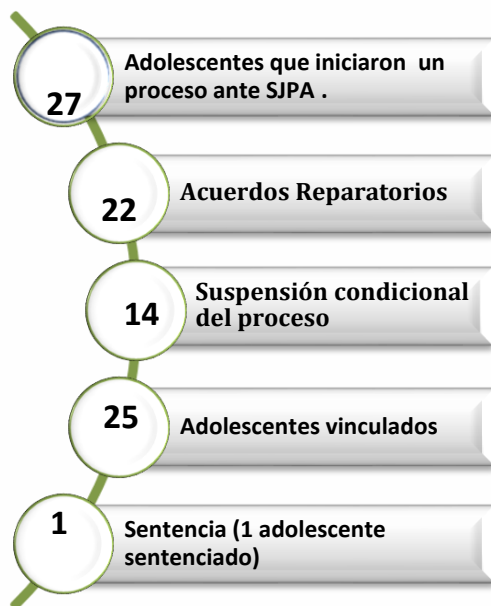 27
Adolescentes que iniciaron un
proceso ante SJPA .
22
Acuerdos Reparatorios
14
Suspensión condicional
del proceso
25
Adolescentes vinculados
1
Sentencia (1 adolescente
sentenciado)